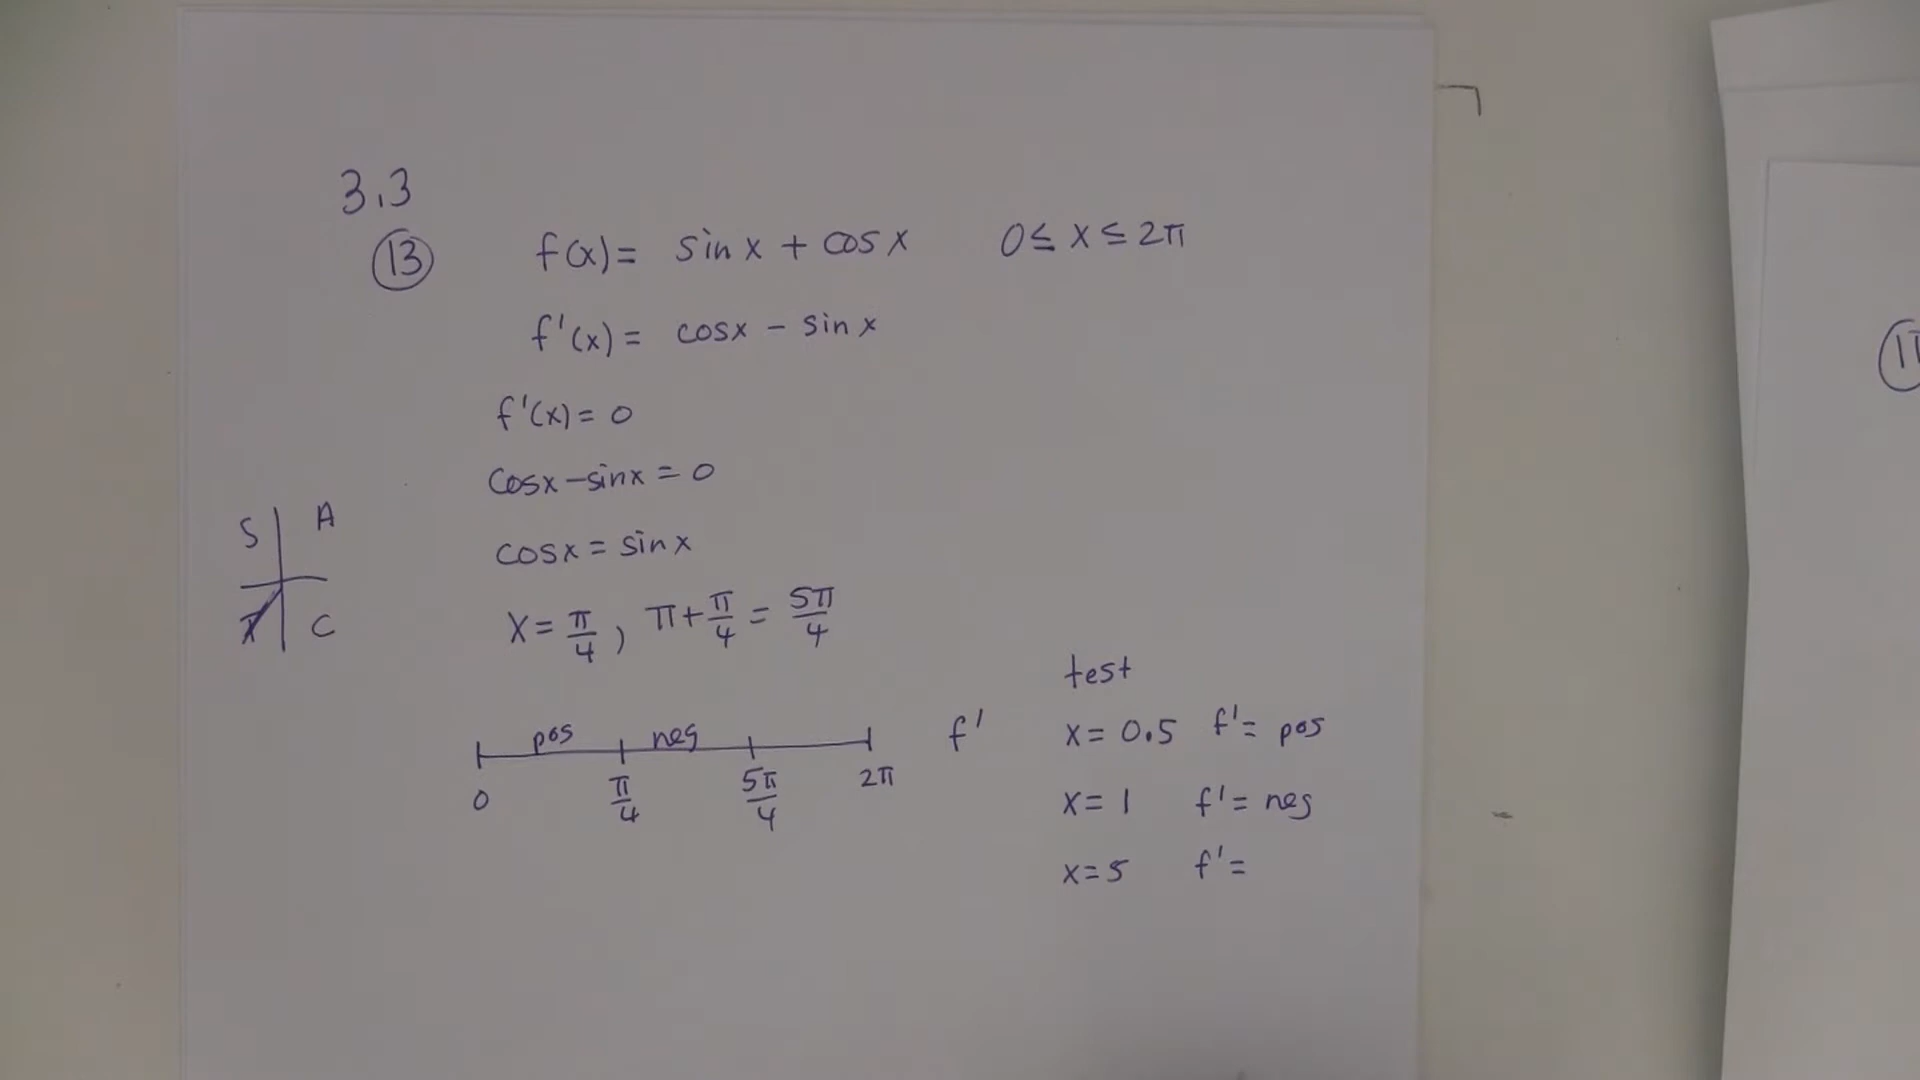 3.3
(13) f(x) = sin x + cos x 0 ≤ x ≤ 2π
f'(x) = cosx - sin x
f'(x) = 0
cosx - sinx = 0
S A
cosx = sinx
T C
x = π/4, π + π/4 = 5π/4
test
pos neg f'
x = 0.5 f' = pos
0 π/4 5π/4 2π
x = 1 f' = neg
x = 5 f' =